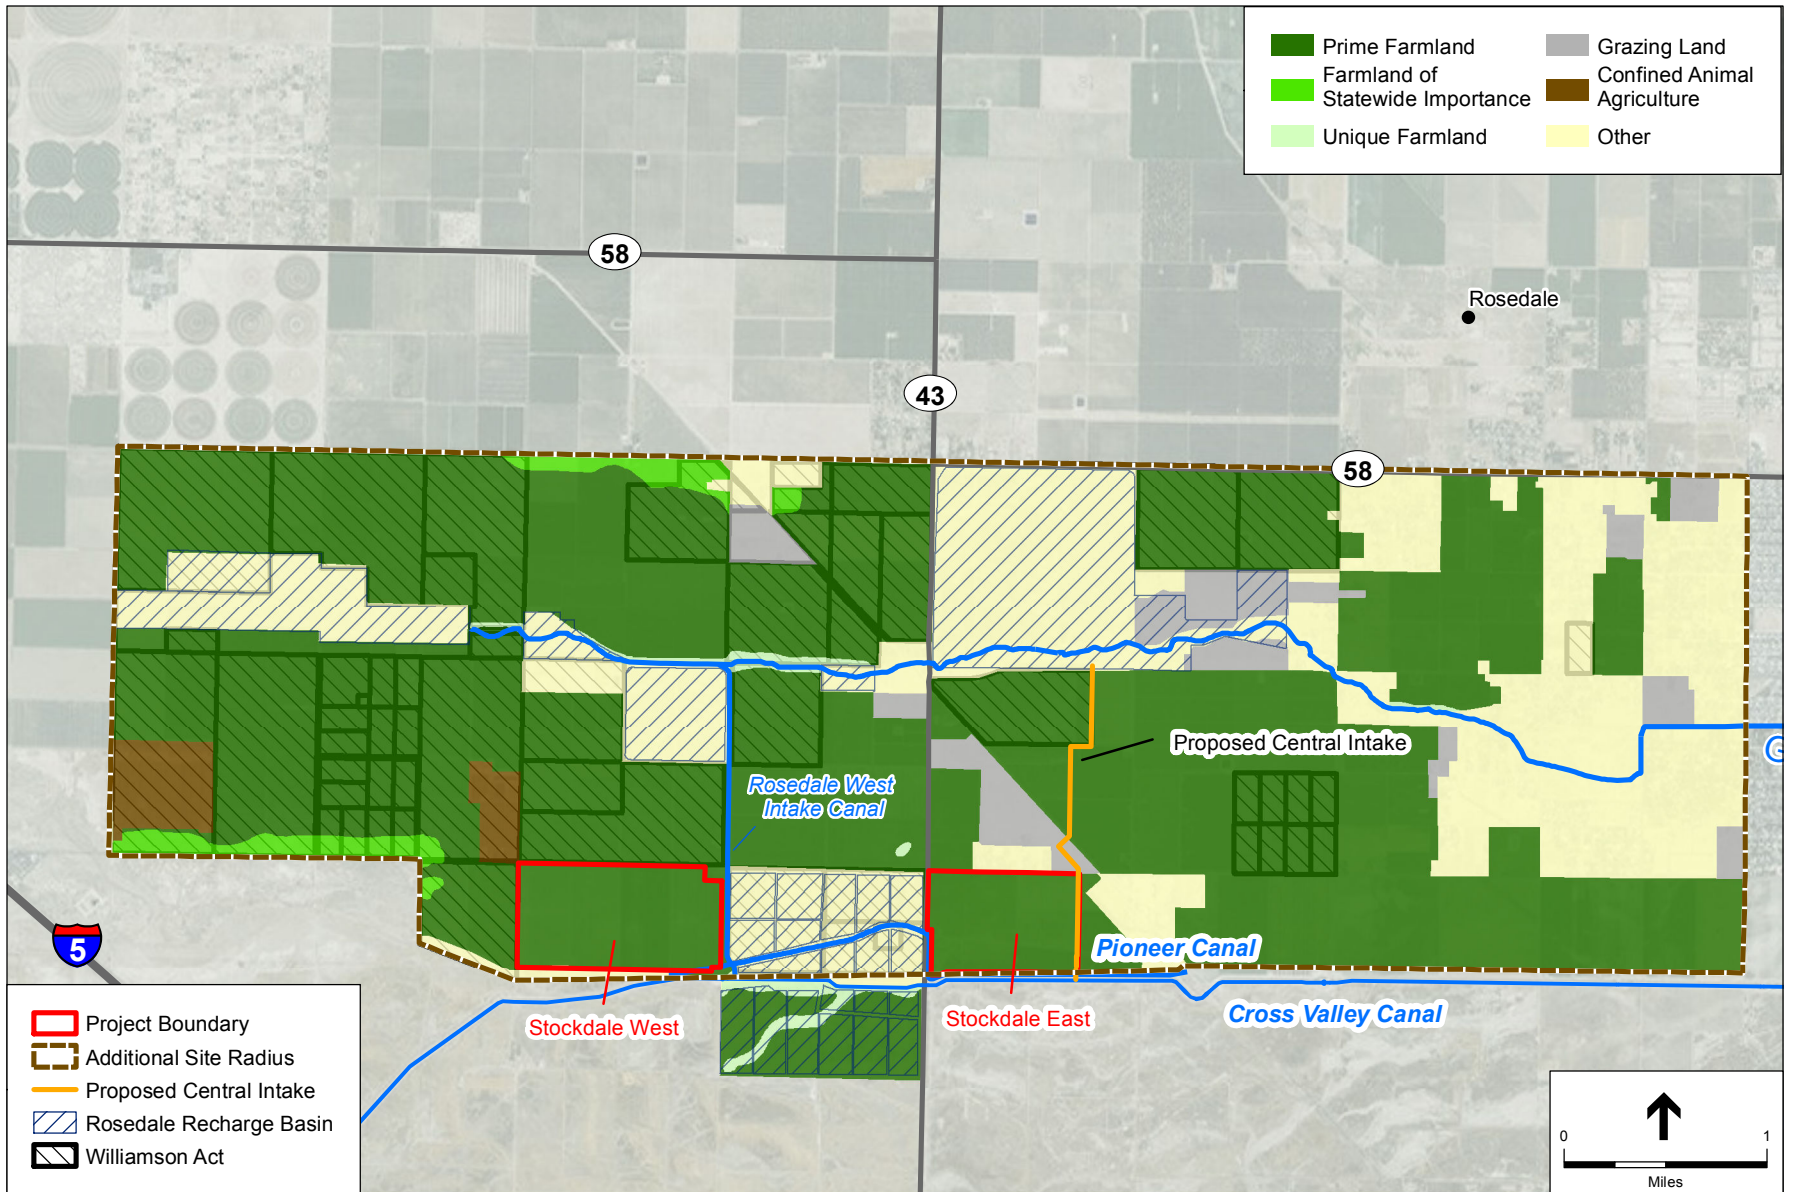 Prime Farmland
Farmland of
Statewide Importance
Unique Farmland
Grazing Land
Confined Animal
Agriculture
Other
58
Rosedale
43
58
Proposed Central Intake
Rosedale West
Intake Canal
G
5
Pioneer Canal
Cross Valley Canal
Stockdale West
Stockdale East
Project Boundary
Additional Site Radius
Proposed Central Intake
Rosedale Recharge Basin
Williamson Act
0 1
Miles